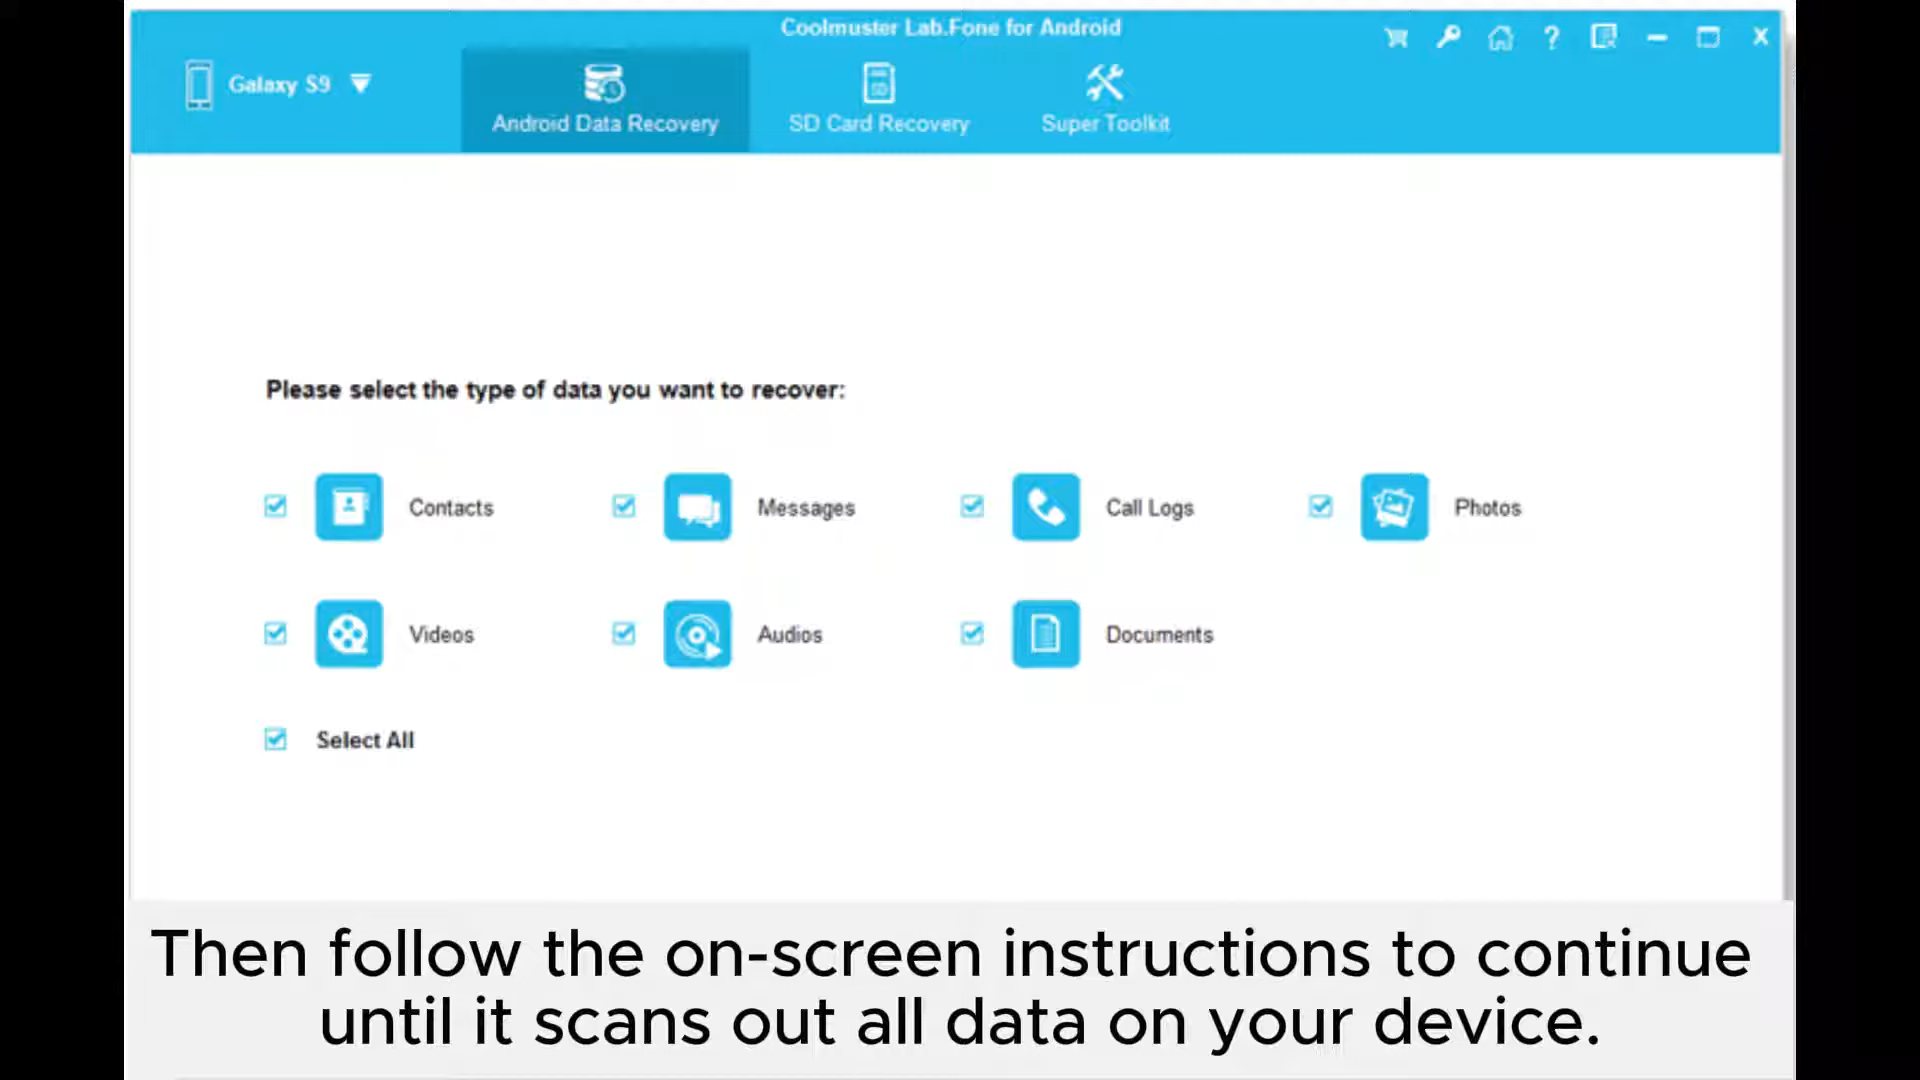 Coolmuster Lab.Fone for Android
Galaxy S9
Android Data Recovery
SD
SD Card Recovery
Super Toolkit
Please select the type of data you want to recover:
Contacts
Messages
Call Logs
Photos
Videos
Audios
Documents
Select All
Then follow the on-screen instructions to continue
until it scans out all data on your device.